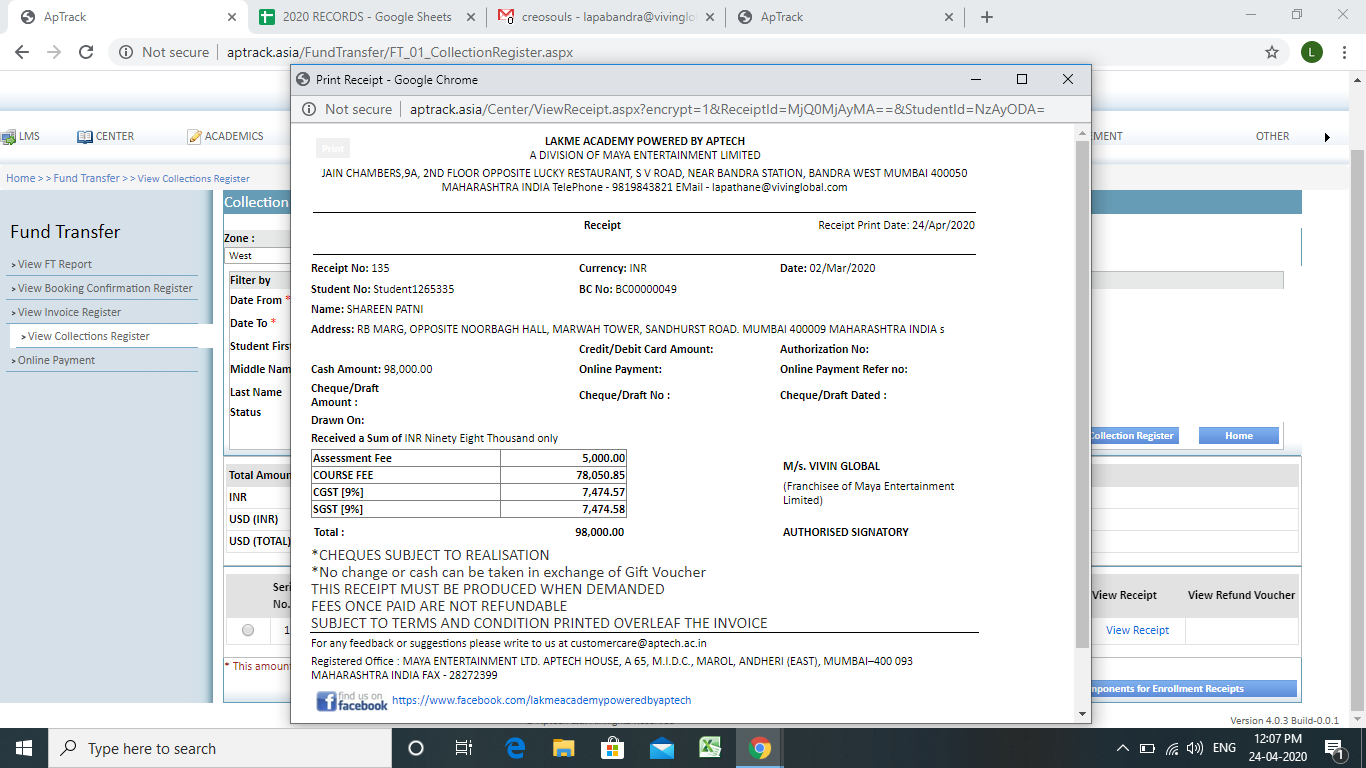 ApTrack
2020 RECORDS - Google Sheets
creosouls - lapabandra@vivinglo
ApTrack
Not secure aptrack.asia/FundTransfer/FT_01_CollectionRegister.aspx
L
Print Receipt - Google Chrome
Not secure aptrack.asia/Center/ViewReceipt.aspx?encrypt=1&ReceiptId=MjQ0MjAyMA==&StudentId=NzAyODA=
LMS CENTER ACADEMICS EMENT OTHER
Home >> Fund Transfer >> View Collections Register
Fund Transfer
> View FT Report
> View Booking Confirmation Register
> View Invoice Register
> View Collections Register
> Online Payment
Collection
Zone :
West
Filter by
Date From *
Date To *
Student Firs
Middle Nam
Last Name
Status
Collection Register
Home
Total Amoun
INR
USD (INR)
USD (TOTAL)
Seri
No.
1
View Receipt View Refund Voucher
View Receipt
* This amoun
mponents for Enrollment Receipts
Print
LAKME ACADEMY POWERED BY APTECH
A DIVISION OF MAYA ENTERTAINMENT LIMITED
JAIN CHAMBERS,9A, 2ND FLOOR OPPOSITE LUCKY RESTAURANT, S V ROAD, NEAR BANDRA STATION, BANDRA WEST MUMBAI 400050
MAHARASHTRA INDIA TelePhone - 9819843821 EMail - lapathane@vivinglobal.com
Receipt Receipt Print Date: 24/Apr/2020
Receipt No: 135 Currency: INR Date: 02/Mar/2020
Student No: Student1265335 BC No: BC00000049
Name: SHAREEN PATNI
Address: RB MARG, OPPOSITE NOORBAGH HALL, MARWAH TOWER, SANDHURST ROAD. MUMBAI 400009 MAHARASHTRA INDIA s
Credit/Debit Card Amount: Authorization No:
Cash Amount: 98,000.00 Online Payment: Online Payment Refer no:
Cheque/Draft
Amount : Cheque/Draft No : Cheque/Draft Dated :
Drawn On:
Received a Sum of INR Ninety Eight Thousand only
Assessment Fee 5,000.00
COURSE FEE 78,050.85
CGST [9%] 7,474.57
SGST [9%] 7,474.58
Total : 98,000.00
M/s. VIVIN GLOBAL
(Franchisee of Maya Entertainment
Limited)
AUTHORISED SIGNATORY
*CHEQUES SUBJECT TO REALISATION
*No change or cash can be taken in exchange of Gift Voucher
THIS RECEIPT MUST BE PRODUCED WHEN DEMANDED
FEES ONCE PAID ARE NOT REFUNDABLE
SUBJECT TO TERMS AND CONDITION PRINTED OVERLEAF THE INVOICE
For any feedback or suggestions please write to us at customercare@aptech.ac.in
Registered Office : MAYA ENTERTAINMENT LTD. APTECH HOUSE, A 65, M.I.D.C., MAROL, ANDHERI (EAST), MUMBAI–400 093
MAHARASHTRA INDIA FAX - 28272399
find us on
facebook
https://www.facebook.com/lakmeacademypoweredbyaptech
Version 4.0.3 Build-0.0.1
Type here to search
ENG
12:07 PM
24-04-2020
1